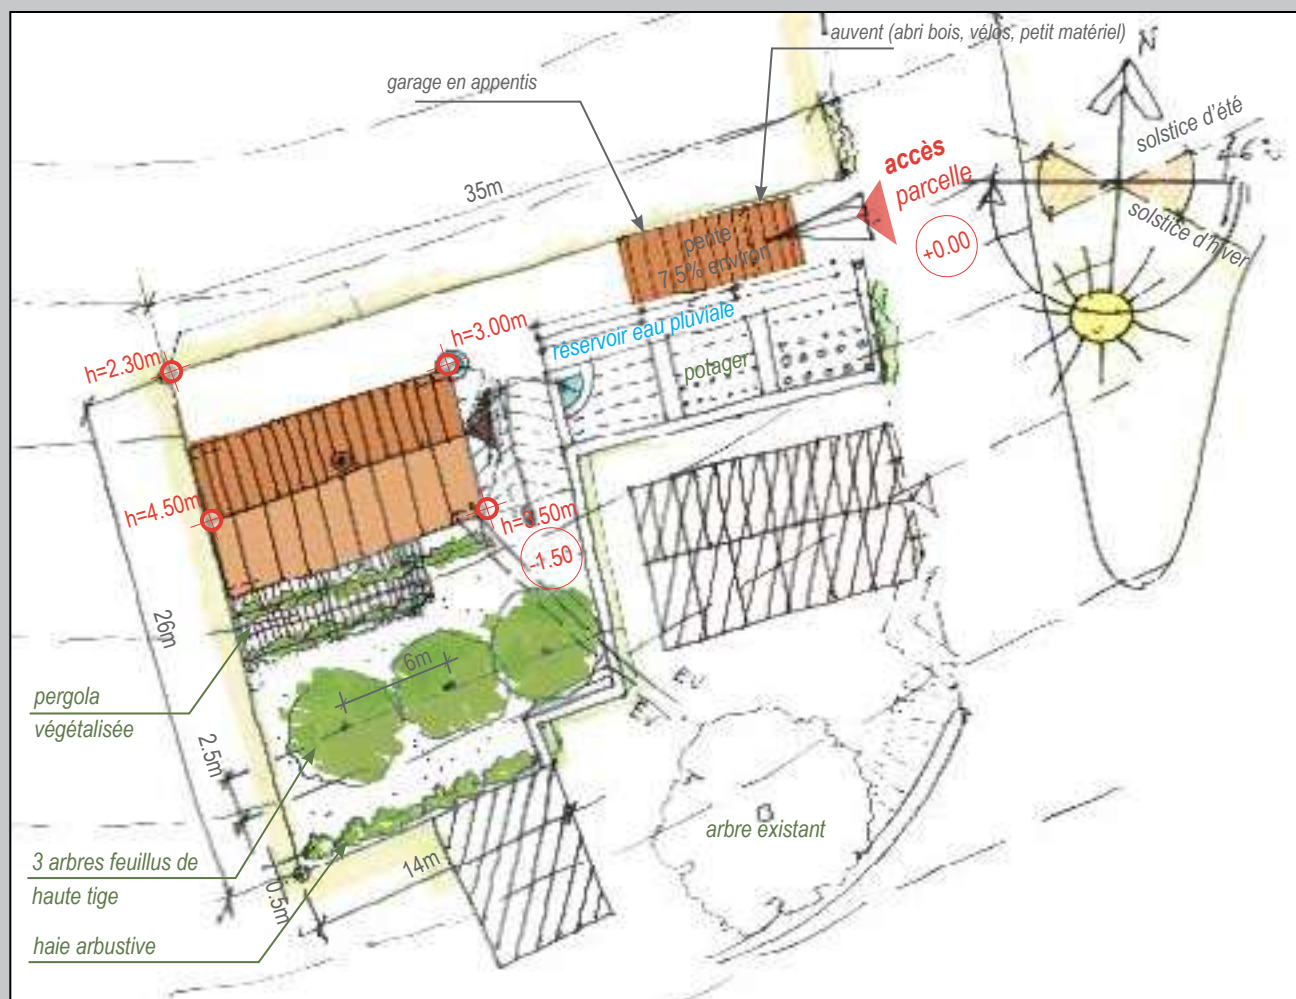 auvent (abri bois, vélos, petit matériel)
garage en appentis
N
solstice d'été
accès
parcelle
+0.00
solstice d'hiver
35m
pente
7.5% environ
réservoir eau pluviale
potager
h=3.00m
h=2.30m
h=4.50m
h=3.50m
-1.50
26m
6m
pergola
végétalisée
2.5m
EU
arbre existant
3 arbres feuillus de
haute tige
14m
0.5m
haie arbustive